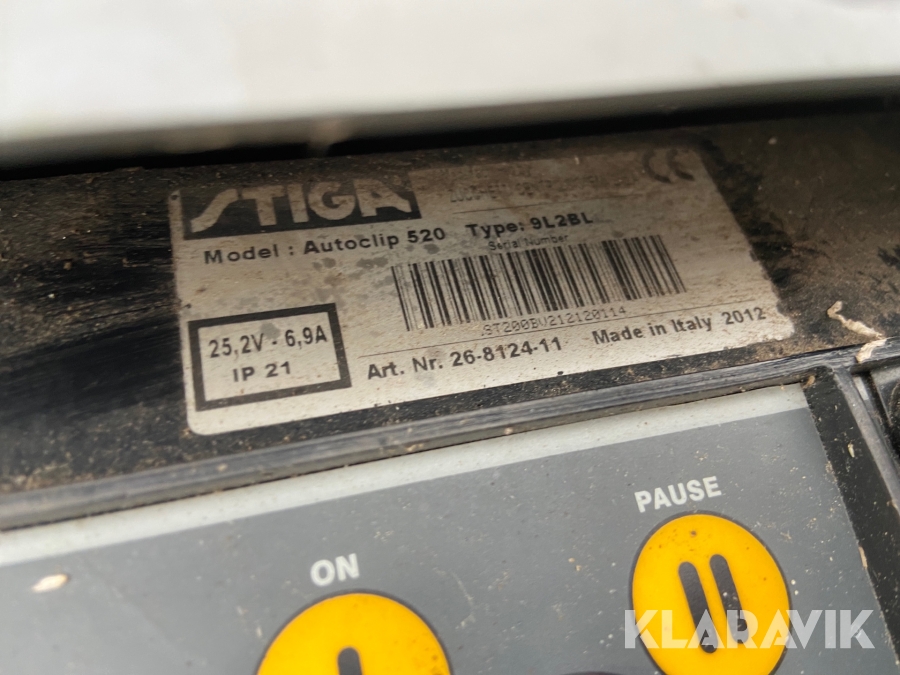 STIGA
CE
Model : Autoclip 520 Type: 9L2BL
Serial Number
ST200BU212120114
25,2V - 6,9A
IP 21
Art. Nr. 26-8124-11 Made in Italy 2012
PAUSE
ON
KLARAVIK